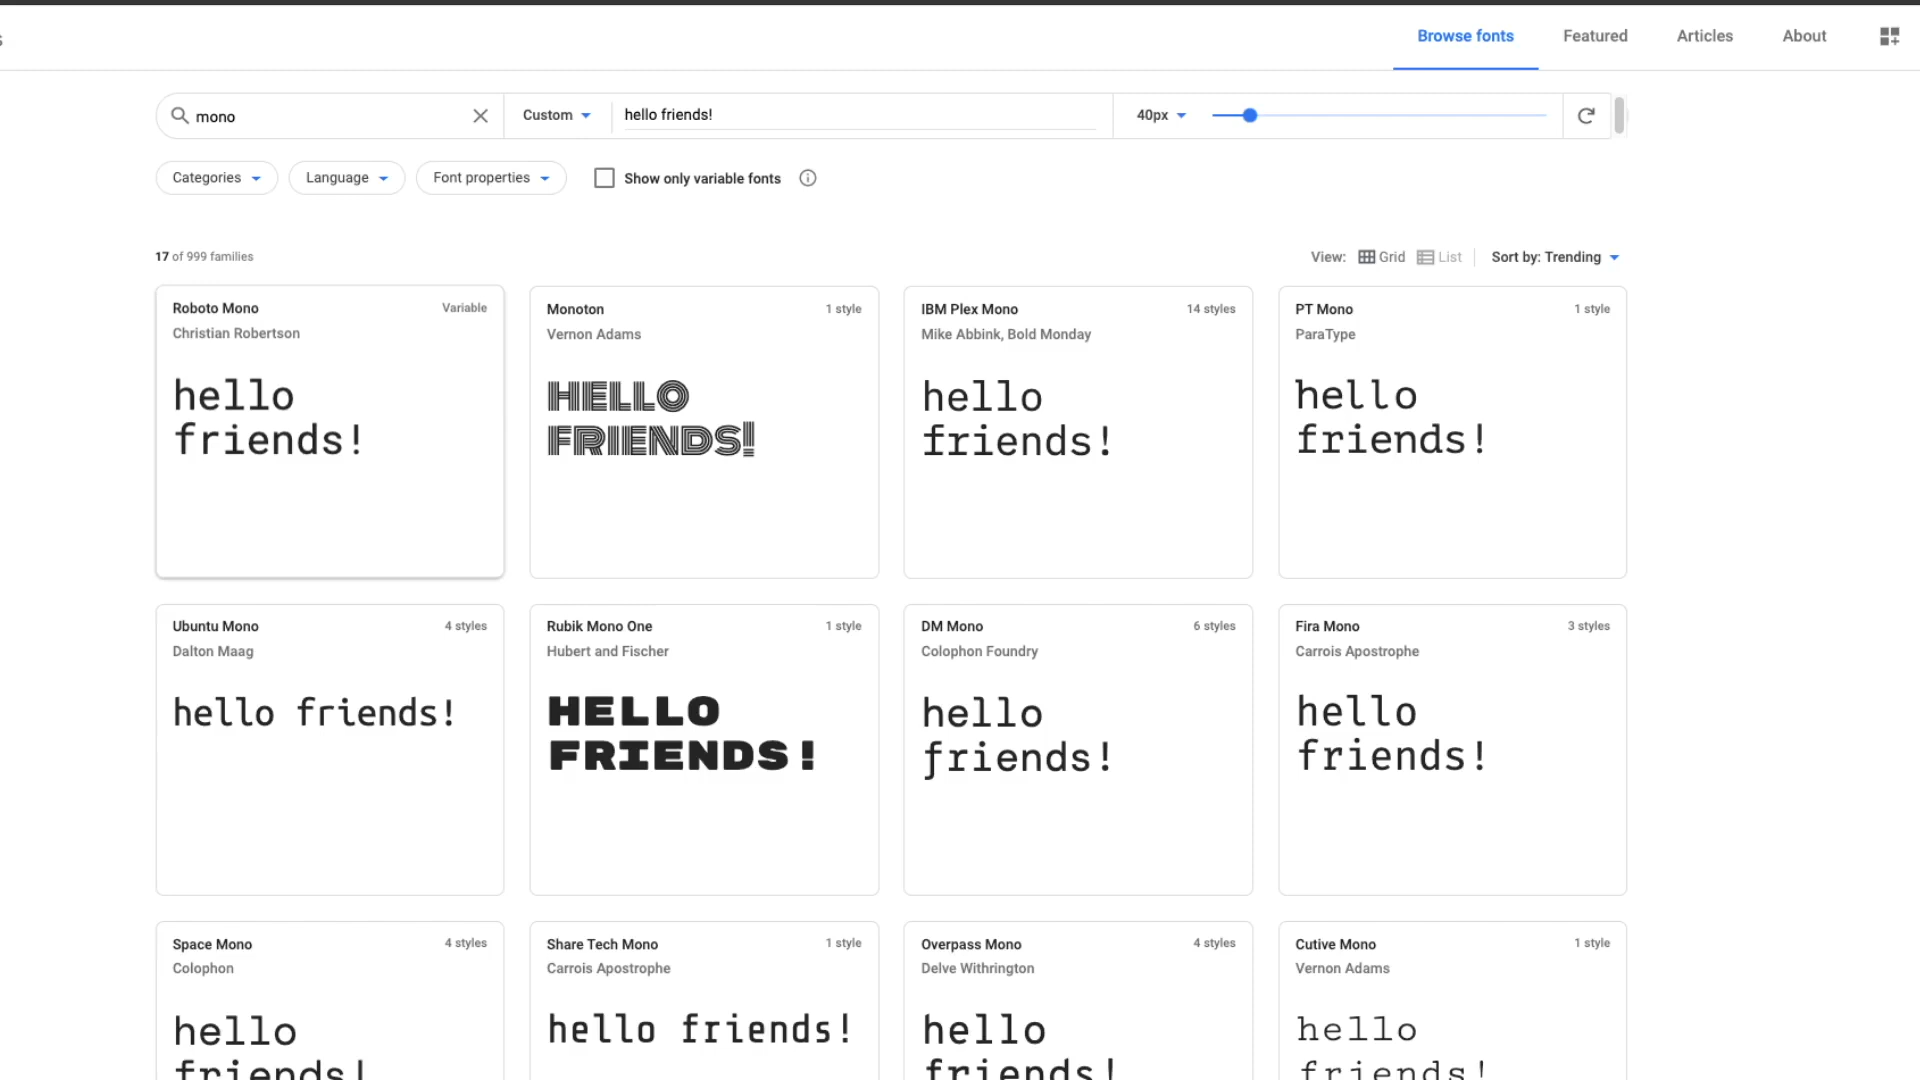 Browse fonts Featured Articles About
mono Custom hello friends! 40px
Categories Language Font properties Show only variable fonts
17 of 999 families View: Grid List Sort by: Trending
Roboto Mono Variable
Christian Robertson
hello
friends!
Monoton 1 style
Vernon Adams
HELLO
FRIENDS!
IBM Plex Mono 14 styles
Mike Abbink, Bold Monday
hello
friends!
PT Mono 1 style
ParaType
hello
friends!
Ubuntu Mono 4 styles
Dalton Maag
hello friends!
Rubik Mono One 1 style
Hubert and Fischer
HELLO
FRIENDS!
DM Mono 6 styles
Colophon Foundry
hello
friends!
Fira Mono 3 styles
Carrois Apostrophe
hello
friends!
Space Mono 4 styles
Colophon
hello
friends!
Share Tech Mono 1 style
Carrois Apostrophe
hello friends!
Overpass Mono 4 styles
Delve Withrington
hello
friends!
Cutive Mono 1 style
Vernon Adams
hello
friends!